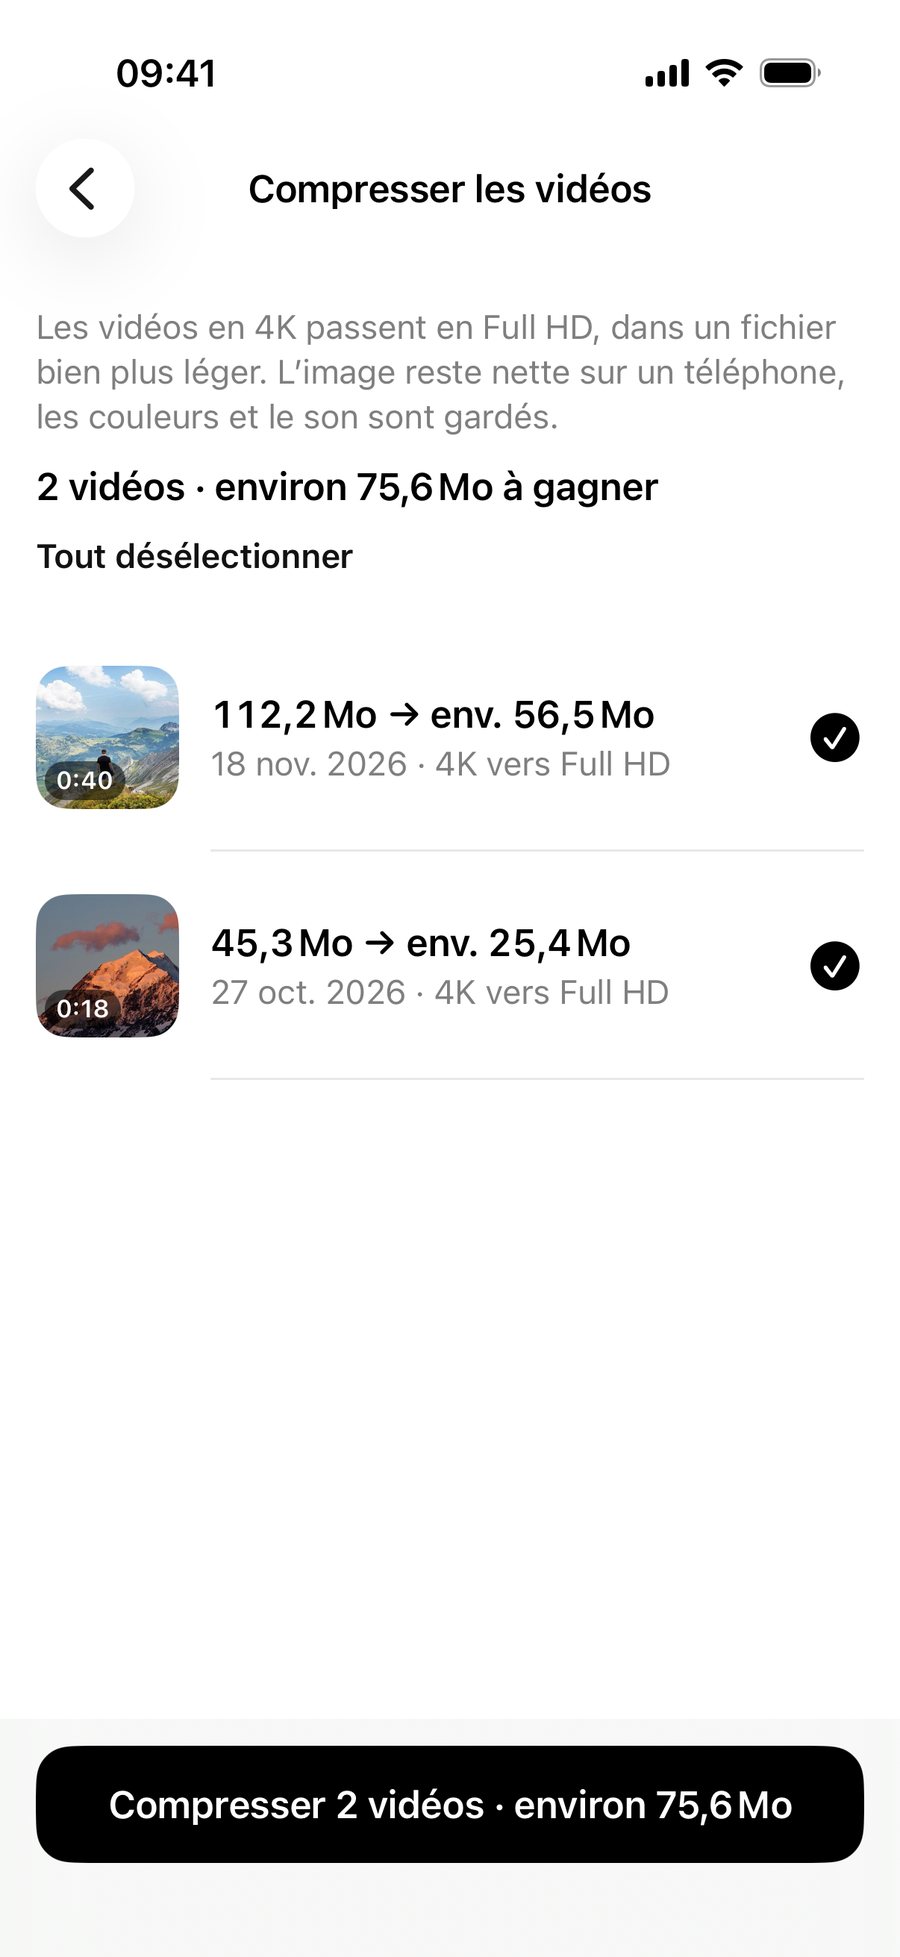 09:41
Compresser les vidéos
Les vidéos en 4K passent en Full HD, dans un fichier
bien plus léger. L’image reste nette sur un téléphone,
les couleurs et le son sont gardés.
2 vidéos · environ 75,6 Mo à gagner
Tout désélectionner
112,2 Mo → env. 56,5 Mo
18 nov. 2026 · 4K vers Full HD
0:40
45,3 Mo → env. 25,4 Mo
27 oct. 2026 · 4K vers Full HD
0:18
Compresser 2 vidéos · environ 75,6 Mo